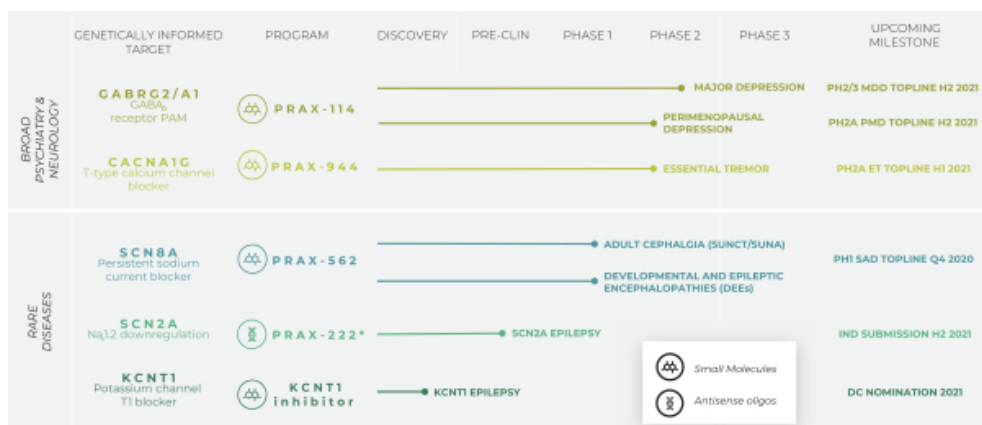 GENETICALLY INFORMED
TARGET
PROGRAM
DISCOVERY
PRE-CLIN
PHASE 1
PHASE 2
PHASE 3
UPCOMING
MILESTONE
BROAD
PSYCHIATRY &
NEUROLOGY
GABRG2/A1
GABAA
receptor PAM
PRAX-114
MAJOR DEPRESSION
PH2/3 MDD TOPLINE H2 2021
PERIMENOPAUSAL
DEPRESSION
PH2A PMD TOPLINE H2 2021
CACNA1G
T-type calcium channel
blocker
PRAX-944
ESSENTIAL TREMOR
PH2A ET TOPLINE H1 2021
RARE
DISEASES
SCN8A
Persistent sodium
current blocker
PRAX-562
ADULT CEPHALGIA (SUNCT/SUNA)
DEVELOPMENTAL AND EPILEPTIC
ENCEPHALOPATHIES (DEEs)
PH1 SAD TOPLINE Q4 2020
SCN2A
Nav1.2 downregulation
PRAX-222*
SCN2A EPILEPSY
IND SUBMISSION H2 2021
KCNT1
Potassium channel
T1 blocker
KCNT1
inhibitor
KCNT1 EPILEPSY
DC NOMINATION 2021
Small Molecules
Antisense oligos